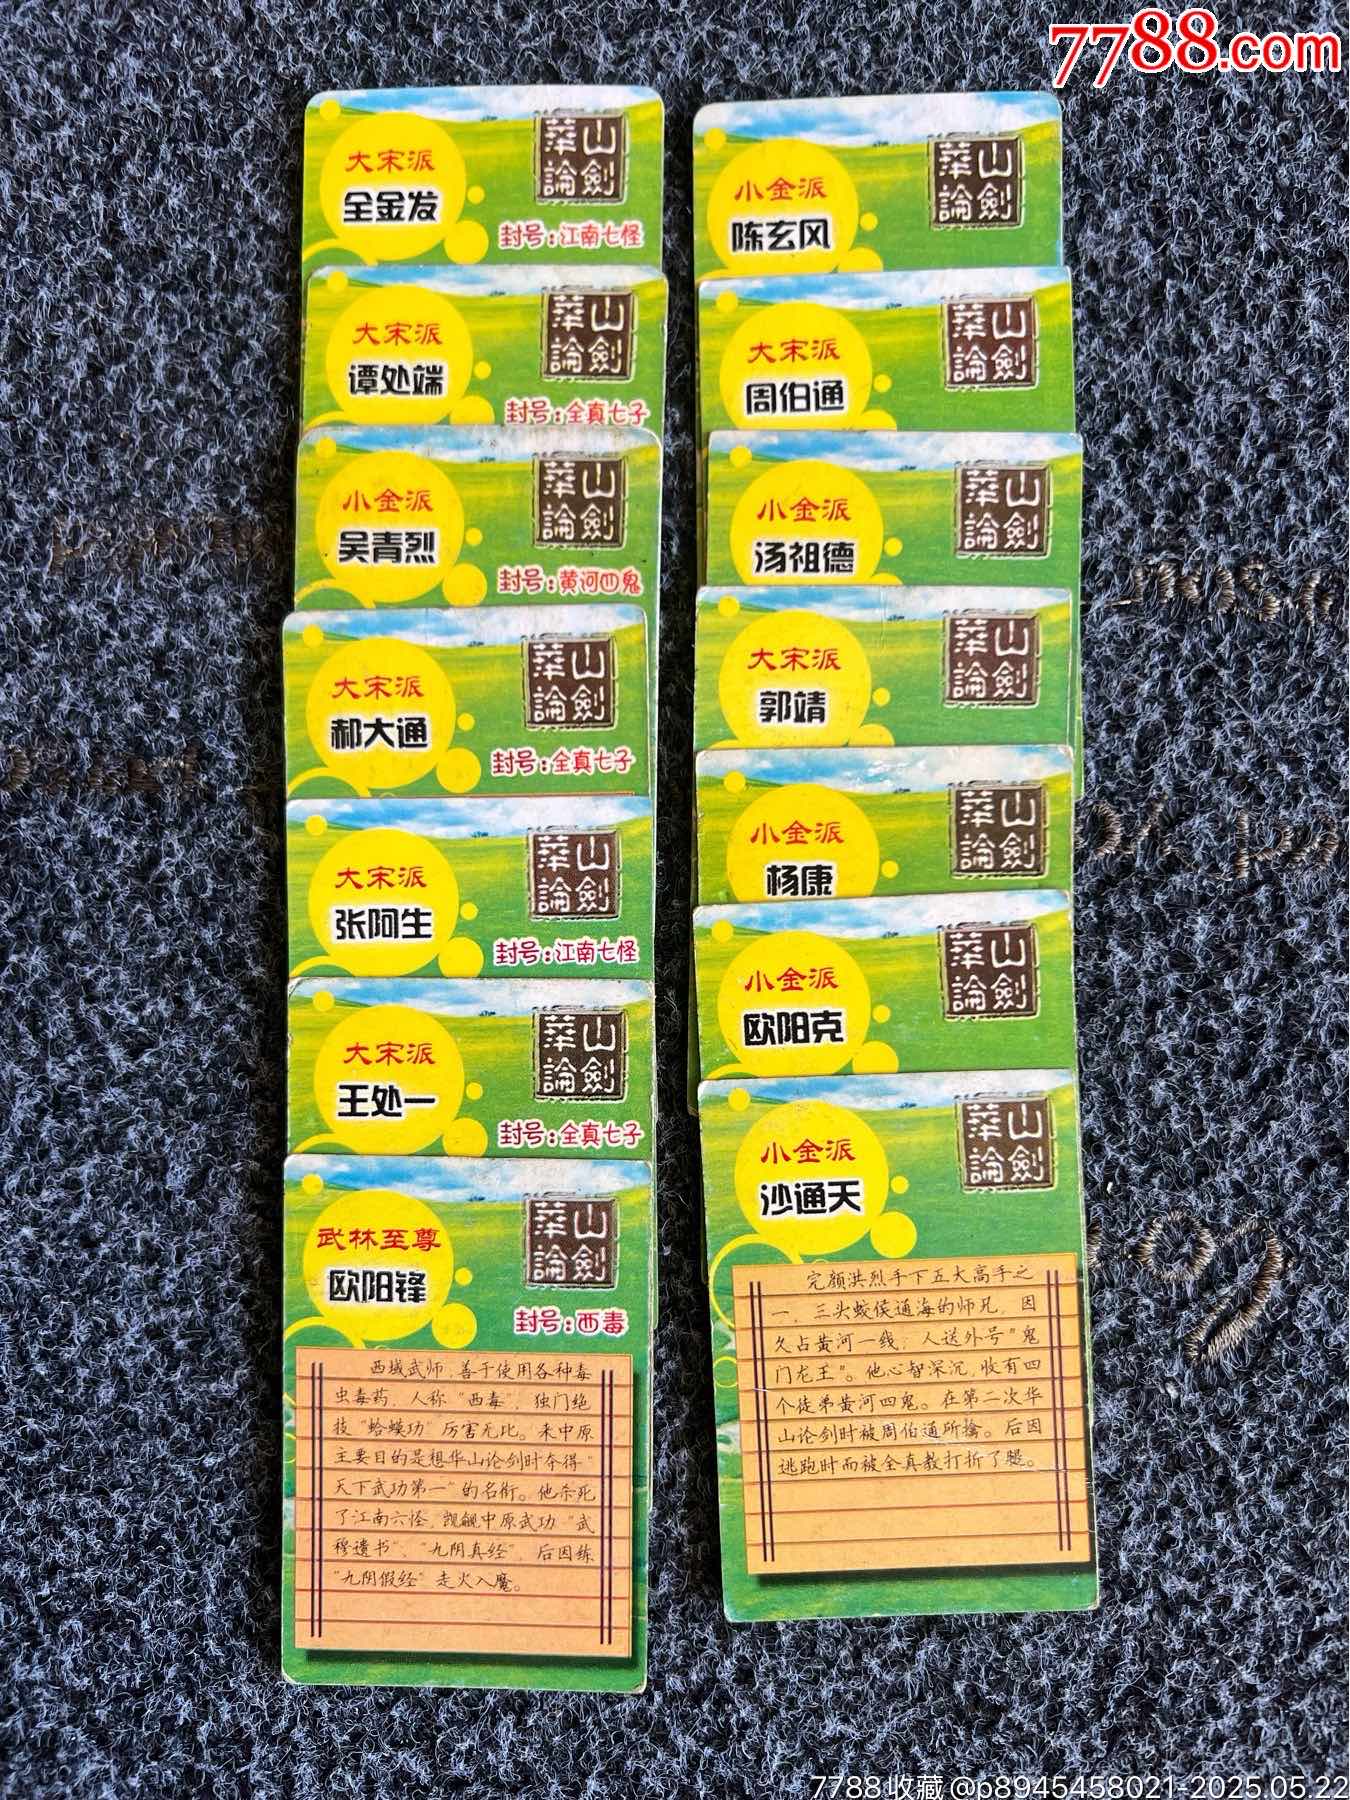 7788.com
大宋派
全金发
華山論劍
封号:江南七怪
大宋派
谭处端
華山論劍
封号:全真七子
小金派
吴青烈
華山論劍
封号:黄河四鬼
大宋派
郝大通
華山論劍
封号:全真七子
大宋派
张阿生
華山論劍
封号:江南七怪
大宋派
王处一
華山論劍
封号:全真七子
武林至尊
欧阳锋
華山論劍
封号:西毒
西域武师,善于使用各种毒
虫毒药,人称“西毒”,独门绝
技“蛤蟆功”厉害无比。来中原
主要目的是想华山论剑时夺得“
天下武功第一”的名衔。他杀死
了江南六怪,觊觎中原武功“武
穆遗书”、“九阴真经”,后因练
“九阴假经”走火入魔。
小金派
陈玄风
華山論劍
大宋派
周伯通
華山論劍
小金派
汤祖德
華山論劍
大宋派
郭靖
華山論劍
小金派
杨康
華山論劍
小金派
欧阳克
華山論劍
小金派
沙通天
華山論劍
完颜洪烈手下五大高手之
一,三头蛟侯通海的师兄,因
久占黄河一线,人送外号“鬼
门龙王”。他心智深沉,收有四
个徒弟黄河四鬼。在第二次华
山论剑时被周伯通所擒。后因
逃跑时而被全真教打折了腿。
7788收藏@p8945458021-2025.05.22